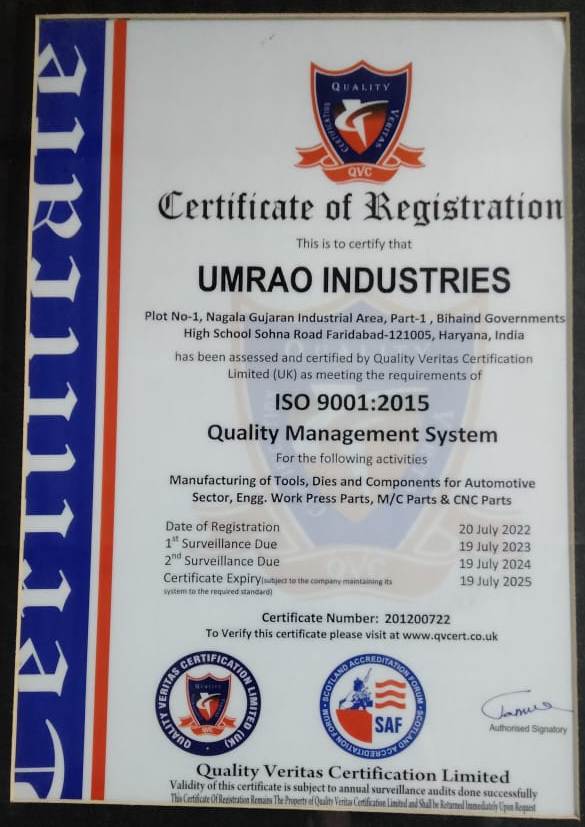 QUALITY
VERITAS
CERTIFICATION
QVC
Certificate of Registration
This is to certify that
UMRAO INDUSTRIES
Plot No-1, Nagala Gujaran Industrial Area, Part-1 , Bihaind Governments
High School Sohna Road Faridabad-121005, Haryana, India
has been assessed and certified by Quality Veritas Certification
Limited (UK) as meeting the requirements of
ISO 9001:2015
Quality Management System
For the following activities
Manufacturing of Tools, Dies and Components for Automotive
Sector, Engg. Work Press Parts, M/C Parts & CNC Parts
Date of Registration 20 July 2022
1st Surveillance Due 19 July 2023
2nd Surveillance Due 19 July 2024
Certificate Expiry(subject to the company maintaining its 19 July 2025
system to the required standard)
Certificate Number: 201200722
To Verify this certificate please visit at www.qvcert.co.uk
QUALITY VERITAS CERTIFICATION LIMITED (UK)
SCOTLAND ACCREDITATION FORUM
SCOTLAND ACCREDITATION FORUM
SAF
Authorised Signatory
Quality Veritas Certification Limited
Validity of this certificate is subject to annual surveillance audits done successfully
This Certificate Of Registration Remains The Property of Quality Veritas Certification Limited and Shall be Returned Immediately Upon Request